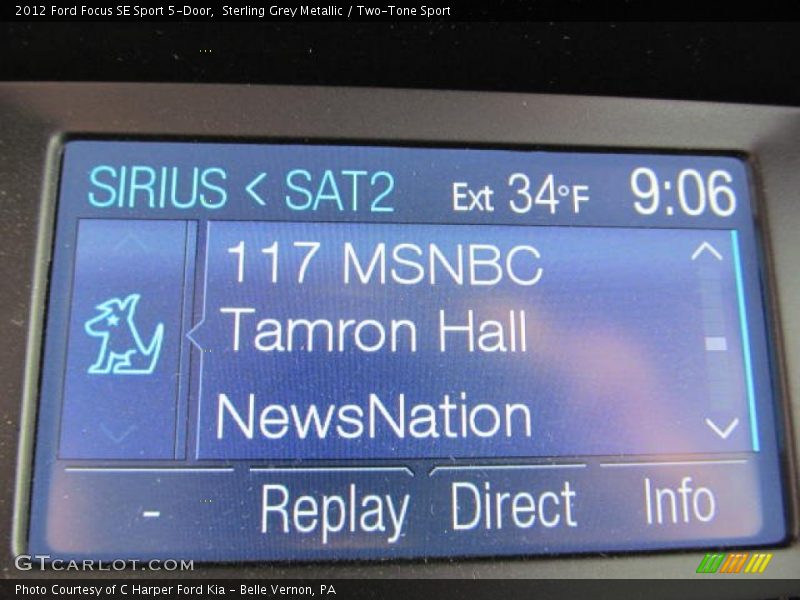 2012 Ford Focus SE Sport 5-Door,  Sterling Grey Metallic / Two-Tone Sport
SIRIUS < SAT2 Ext 34°F 9:06
117 MSNBC
Tamron Hall
NewsNation
- Replay Direct Info
GTCARLOT.COM
Photo Courtesy of C Harper Ford Kia - Belle Vernon, PA